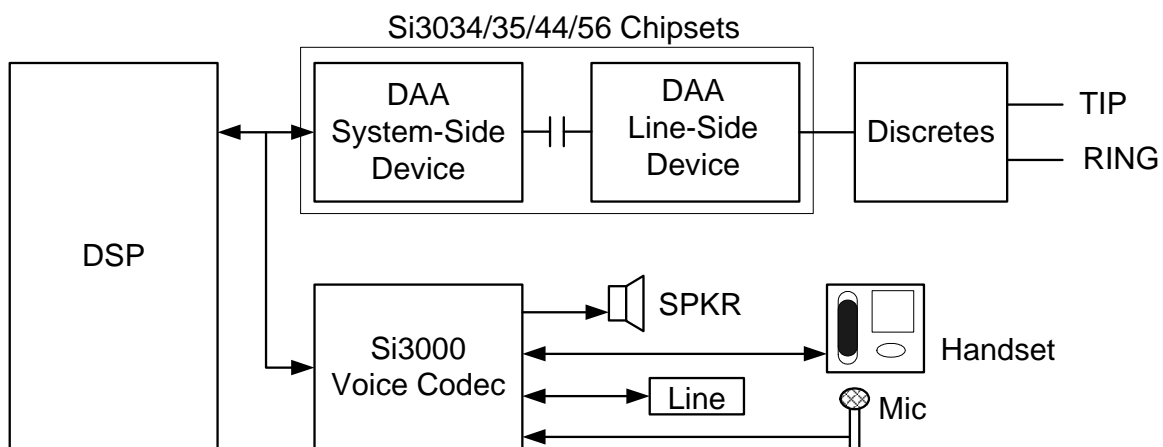 Si3034/35/44/56 Chipsets
DAA
System-Side
Device
DAA
Line-Side
Device
Discretes
TIP
RING
DSP
Si3000
Voice Codec
SPKR
Handset
Line
Mic